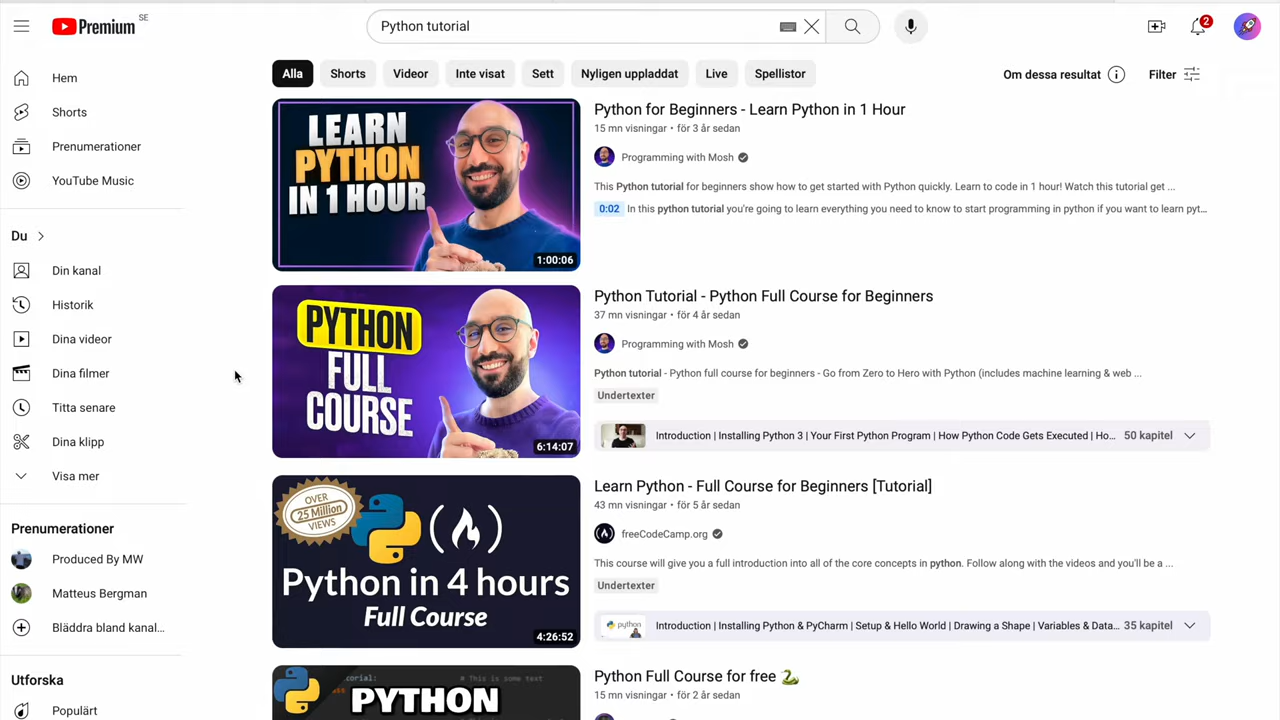 Premium SE
Python tutorial
2
Hem
Shorts
Prenumerationer
YouTube Music
Du
Din kanal
Historik
Dina videor
Dina filmer
Titta senare
Dina klipp
Visa mer
Prenumerationer
Produced By MW
Matteus Bergman
Bläddra bland kanal...
Utforska
Populärt
Alla
Shorts
Videor
Inte visat
Sett
Nyligen uppladdat
Live
Spellistor
Om dessa resultat
Filter
LEARN
PYTHON
IN 1 HOUR
1:00:06
Python for Beginners - Learn Python in 1 Hour
15 mn visningar • för 3 år sedan
Programming with Mosh
This Python tutorial for beginners show how to get started with Python quickly. Learn to code in 1 hour! Watch this tutorial get ...
0:02 In this python tutorial you're going to learn everything you need to know to start programming in python if you want to learn pyt...
PYTHON
FULL
COURSE
6:14:07
Python Tutorial - Python Full Course for Beginners
37 mn visningar • för 4 år sedan
Programming with Mosh
Python tutorial - Python full course for beginners - Go from Zero to Hero with Python (includes machine learning & web ...
Undertexter
Introduction | Installing Python 3 | Your First Python Program | How Python Code Gets Executed | Ho... 50 kapitel
OVER
25 Million
VIEWS
Python in 4 hours
Full Course
4:26:52
Learn Python - Full Course for Beginners [Tutorial]
43 mn visningar • för 5 år sedan
freeCodeCamp.org
This course will give you a full introduction into all of the core concepts in python. Follow along with the videos and you'll be a ...
Undertexter
python
Introduction | Installing Python & PyCharm | Setup & Hello World | Drawing a Shape | Variables & Data... 35 kapitel
orial:
# This is some text
PYTHON
Python Full Course for free 🐍
15 mn visningar • för 2 år sedan